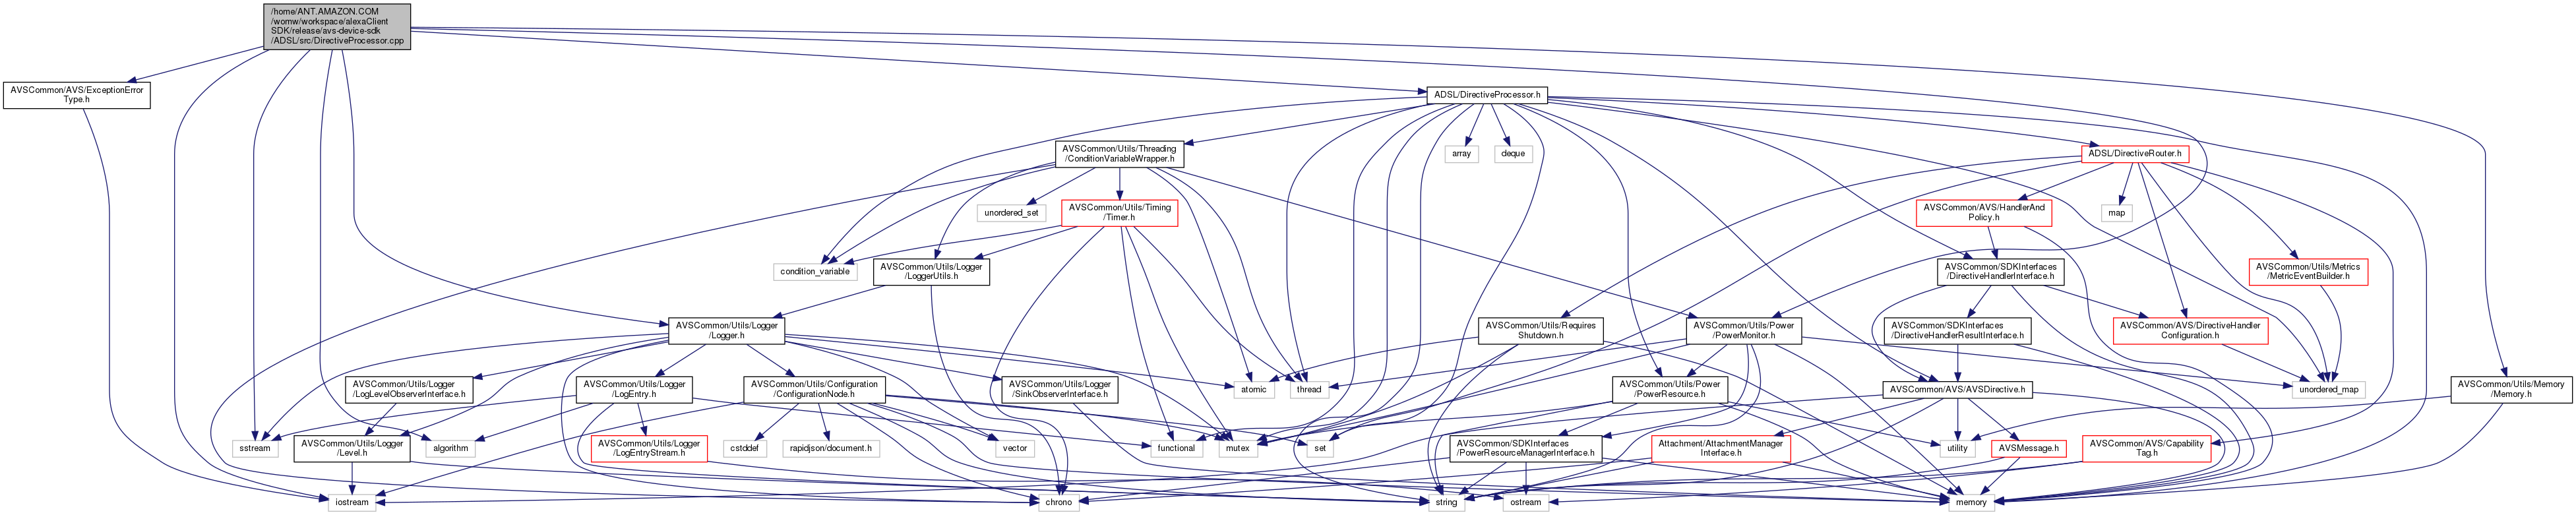 /home/ANT.AMAZON.COM
/womw/workspace/alexaClient
SDK/release/avs-device-sdk
/ADSL/src/DirectiveProcessor.cpp
AVSCommon/AVS/ExceptionError
Type.h
ADSL/DirectiveProcessor.h
AVSCommon/Utils/Threading
/ConditionVariableWrapper.h
array
deque
ADSL/DirectiveRouter.h
unordered_set
AVSCommon/Utils/Timing
/Timer.h
AVSCommon/AVS/HandlerAnd
Policy.h
map
condition_variable
AVSCommon/Utils/Logger
/LoggerUtils.h
AVSCommon/SDKInterfaces
/DirectiveHandlerInterface.h
AVSCommon/Utils/Metrics
/MetricEventBuilder.h
AVSCommon/Utils/Logger
/Logger.h
AVSCommon/Utils/Requires
Shutdown.h
AVSCommon/Utils/Power
/PowerMonitor.h
AVSCommon/SDKInterfaces
/DirectiveHandlerResultInterface.h
AVSCommon/AVS/DirectiveHandler
Configuration.h
AVSCommon/Utils/Logger
/LogLevelObserverInterface.h
AVSCommon/Utils/Logger
/LogEntry.h
AVSCommon/Utils/Configuration
/ConfigurationNode.h
AVSCommon/Utils/Logger
/SinkObserverInterface.h
atomic
thread
AVSCommon/Utils/Power
/PowerResource.h
AVSCommon/AVS/AVSDirective.h
unordered_map
AVSCommon/Utils/Memory
/Memory.h
sstream
AVSCommon/Utils/Logger
/Level.h
algorithm
AVSCommon/Utils/Logger
/LogEntryStream.h
cstddef
rapidjson/document.h
vector
functional
mutex
set
AVSCommon/SDKInterfaces
/PowerResourceManagerInterface.h
Attachment/AttachmentManager
Interface.h
utility
AVSMessage.h
AVSCommon/AVS/Capability
Tag.h
iostream
chrono
string
ostream
memory